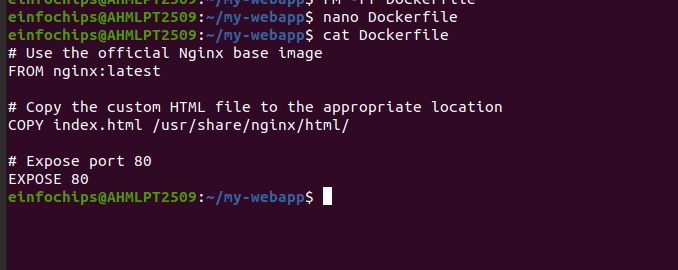 einfochips@AHMLPT2509:~/my-webapp$ rm -rf Dockerfile
einfochips@AHMLPT2509:~/my-webapp$ nano Dockerfile
einfochips@AHMLPT2509:~/my-webapp$ cat Dockerfile
# Use the official Nginx base image
FROM nginx:latest

# Copy the custom HTML file to the appropriate location
COPY index.html /usr/share/nginx/html/

# Expose port 80
EXPOSE 80
einfochips@AHMLPT2509:~/my-webapp$